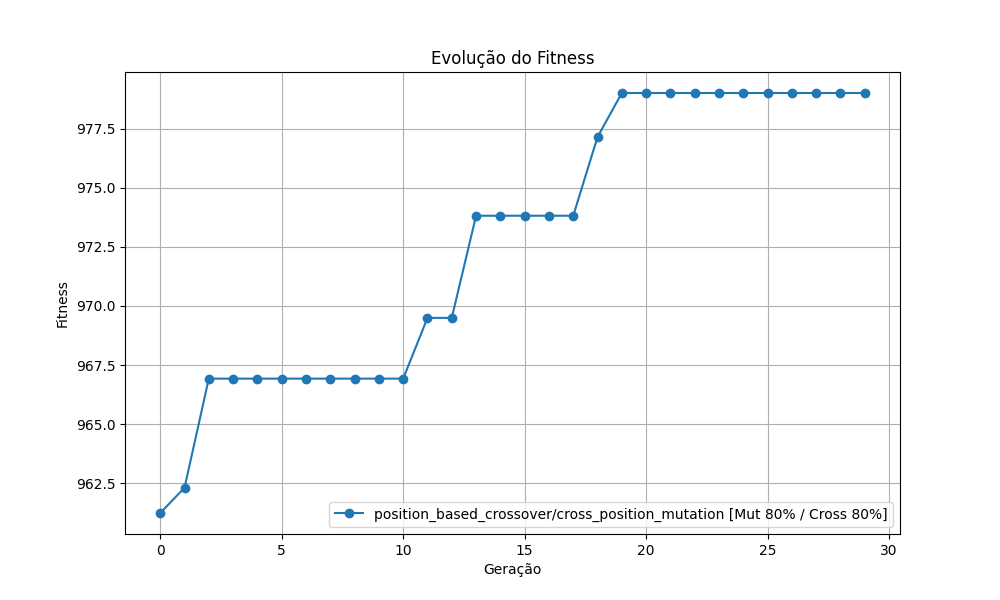 Evolução do Fitness
977.5
975.0
972.5
970.0
967.5
965.0
962.5
Fitness
position_based_crossover/cross_position_mutation [Mut 80% / Cross 80%]
0 5 10 15 20 25 30
Geração